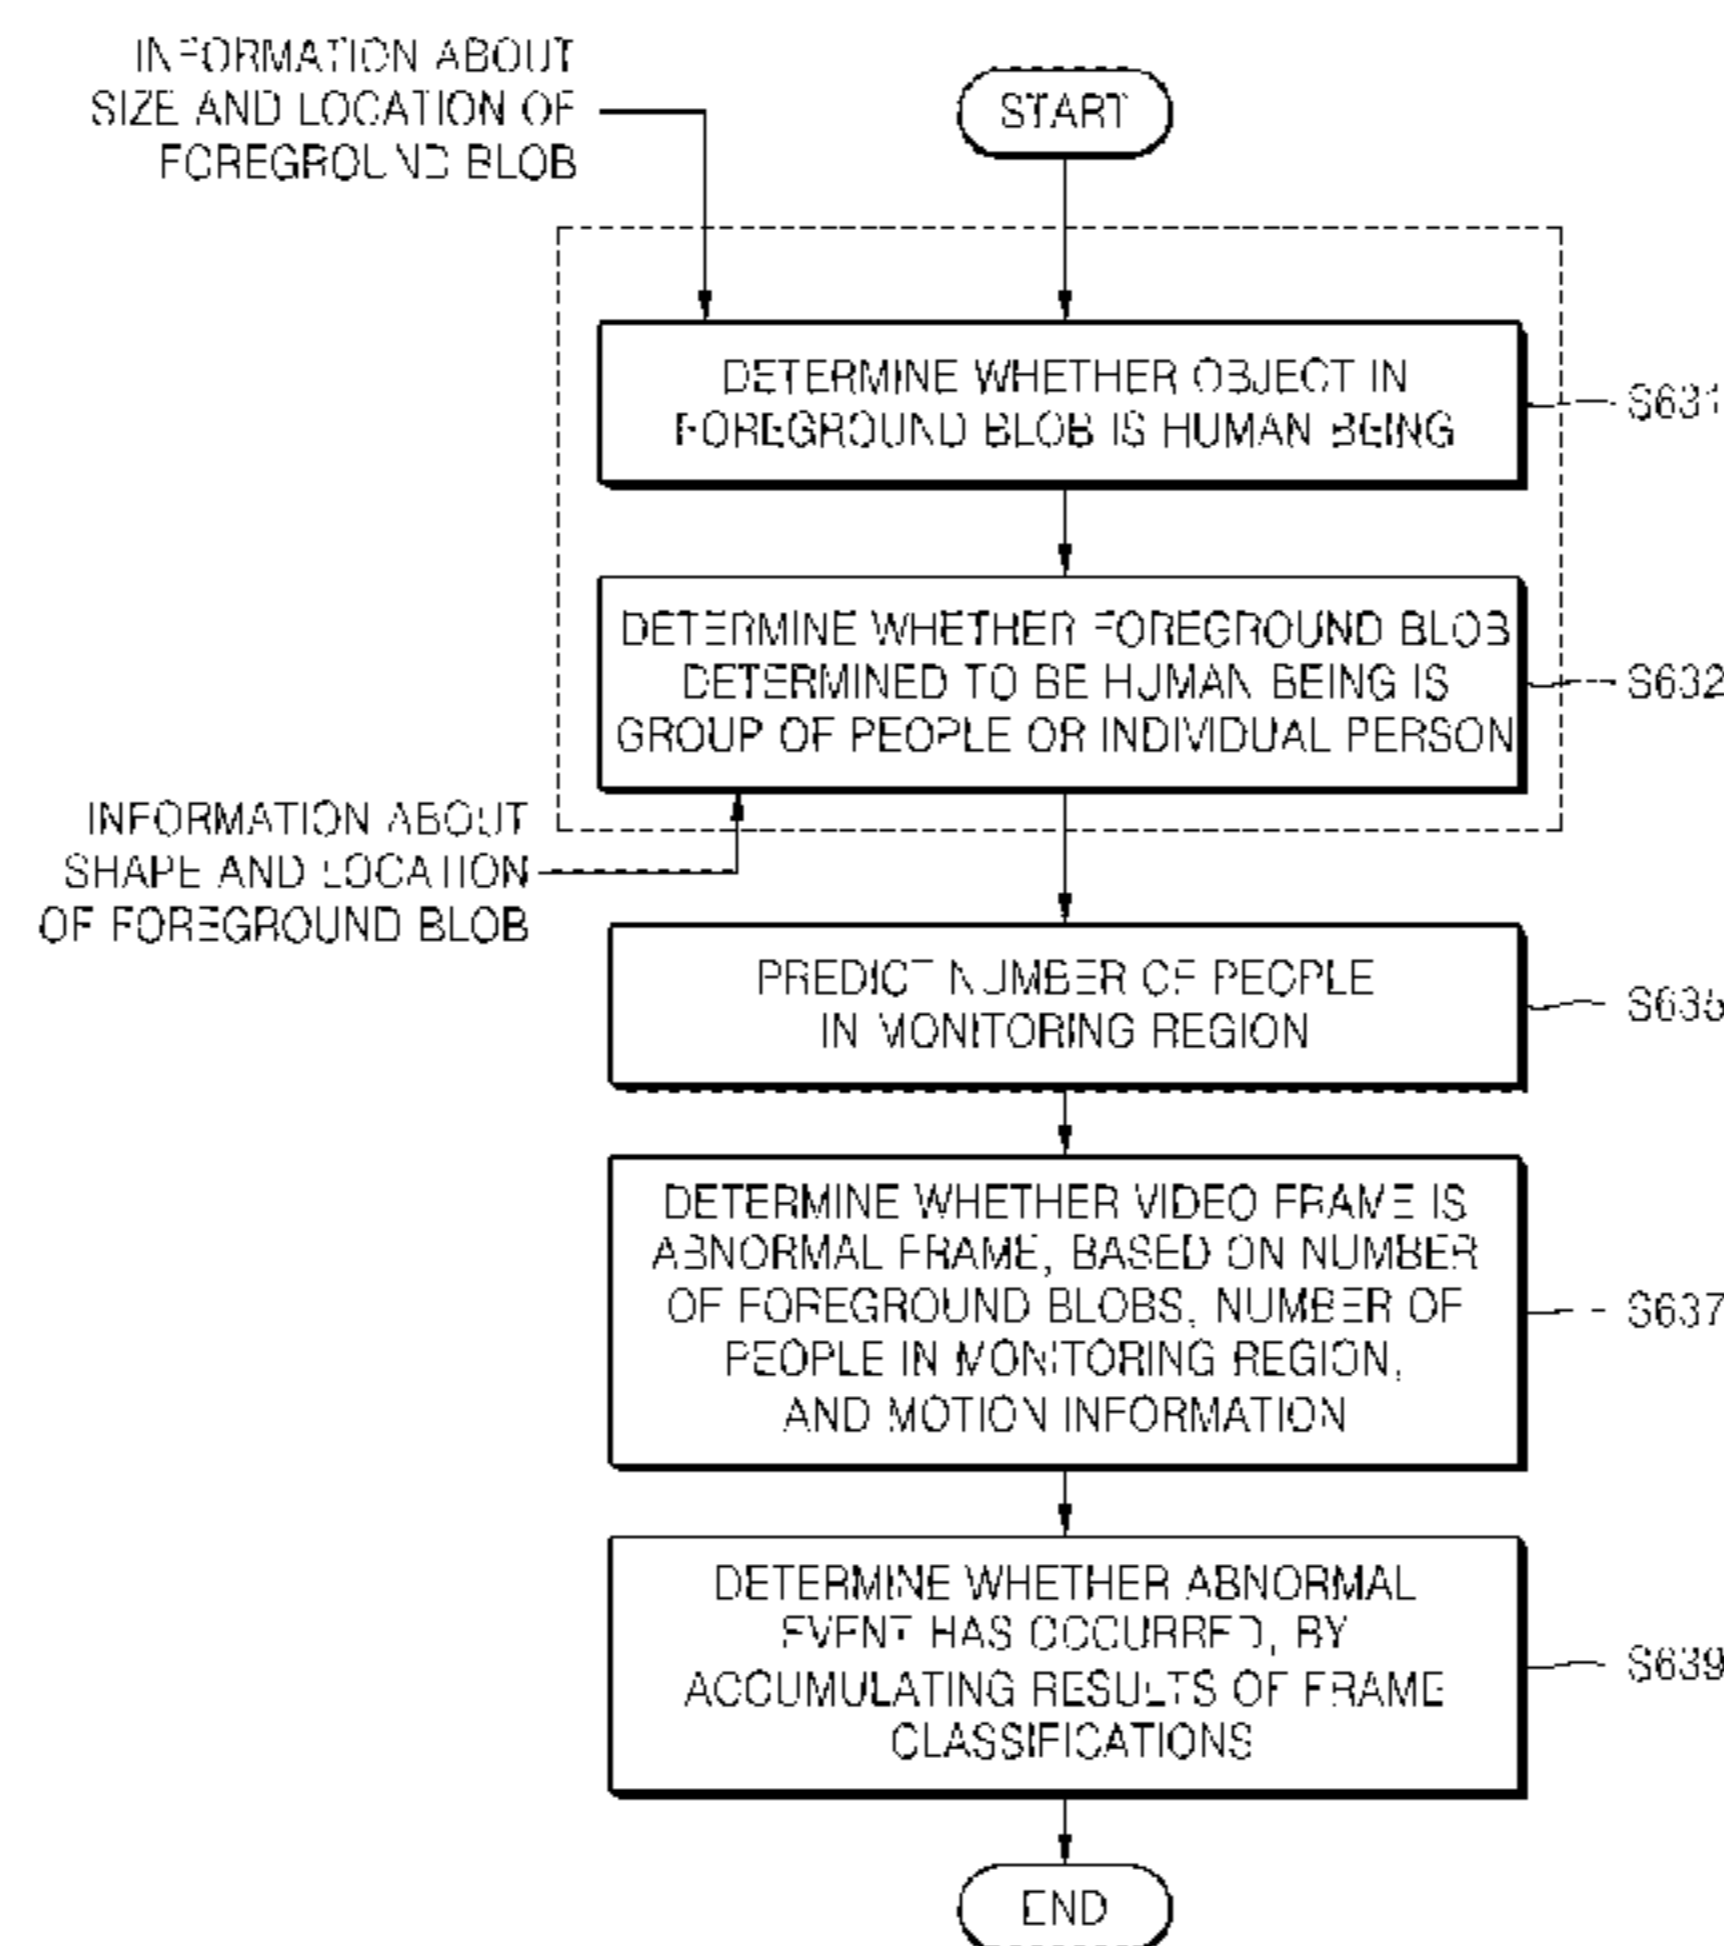 INFORMATION ABOUT
SIZE AND LOCATION OF
FOREGROUND BLOB
START
DETERMINE WHETHER OBJECT IN
FOREGROUND BLOB IS HUMAN BEING
S631
DETERMINE WHETHER FOREGROUND BLOB
DETERMINED TO BE HUMAN BEING IS
GROUP OF PEOPLE OR INDIVIDUAL PERSON
S632
INFORMATION ABOUT
SHAPE AND LOCATION
OF FOREGROUND BLOB
PREDICT NUMBER OF PEOPLE
IN MONITORING REGION
S635
DETERMINE WHETHER VIDEO FRAME IS
ABNORMAL FRAME, BASED ON NUMBER
OF FOREGROUND BLOBS, NUMBER OF
PEOPLE IN MONITORING REGION,
AND MOTION INFORMATION
S637
DETERMINE WHETHER ABNORMAL
EVENT HAS OCCURRED, BY
ACCUMULATING RESULTS OF FRAME
CLASSIFICATIONS
S639
END